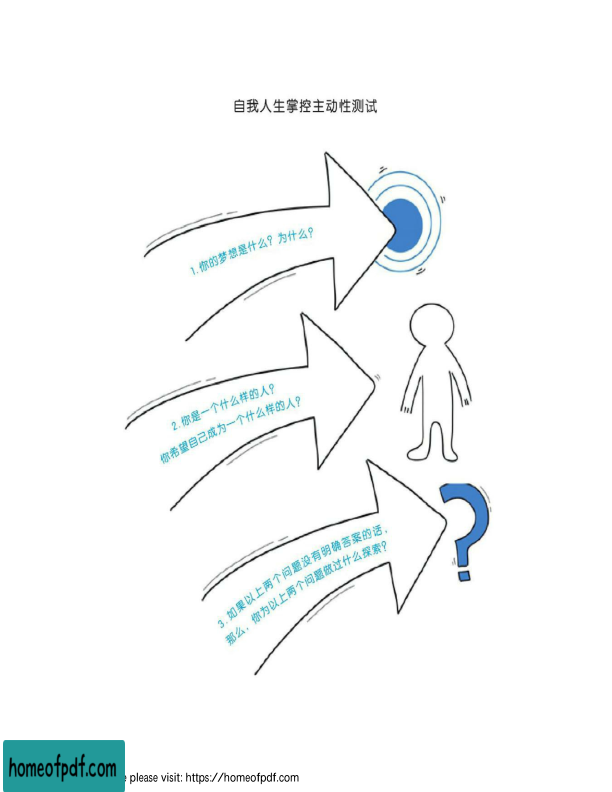 自我人生掌控主动性测试
1.你的梦想是什么？为什么？
2.你是一个什么样的人？
你希望自己成为一个什么样的人？
3.如果以上两个问题没有明确答案的话，
那么，你为以上两个问题做过什么探索？
homeofpdf.com
e please visit: https://homeofpdf.com